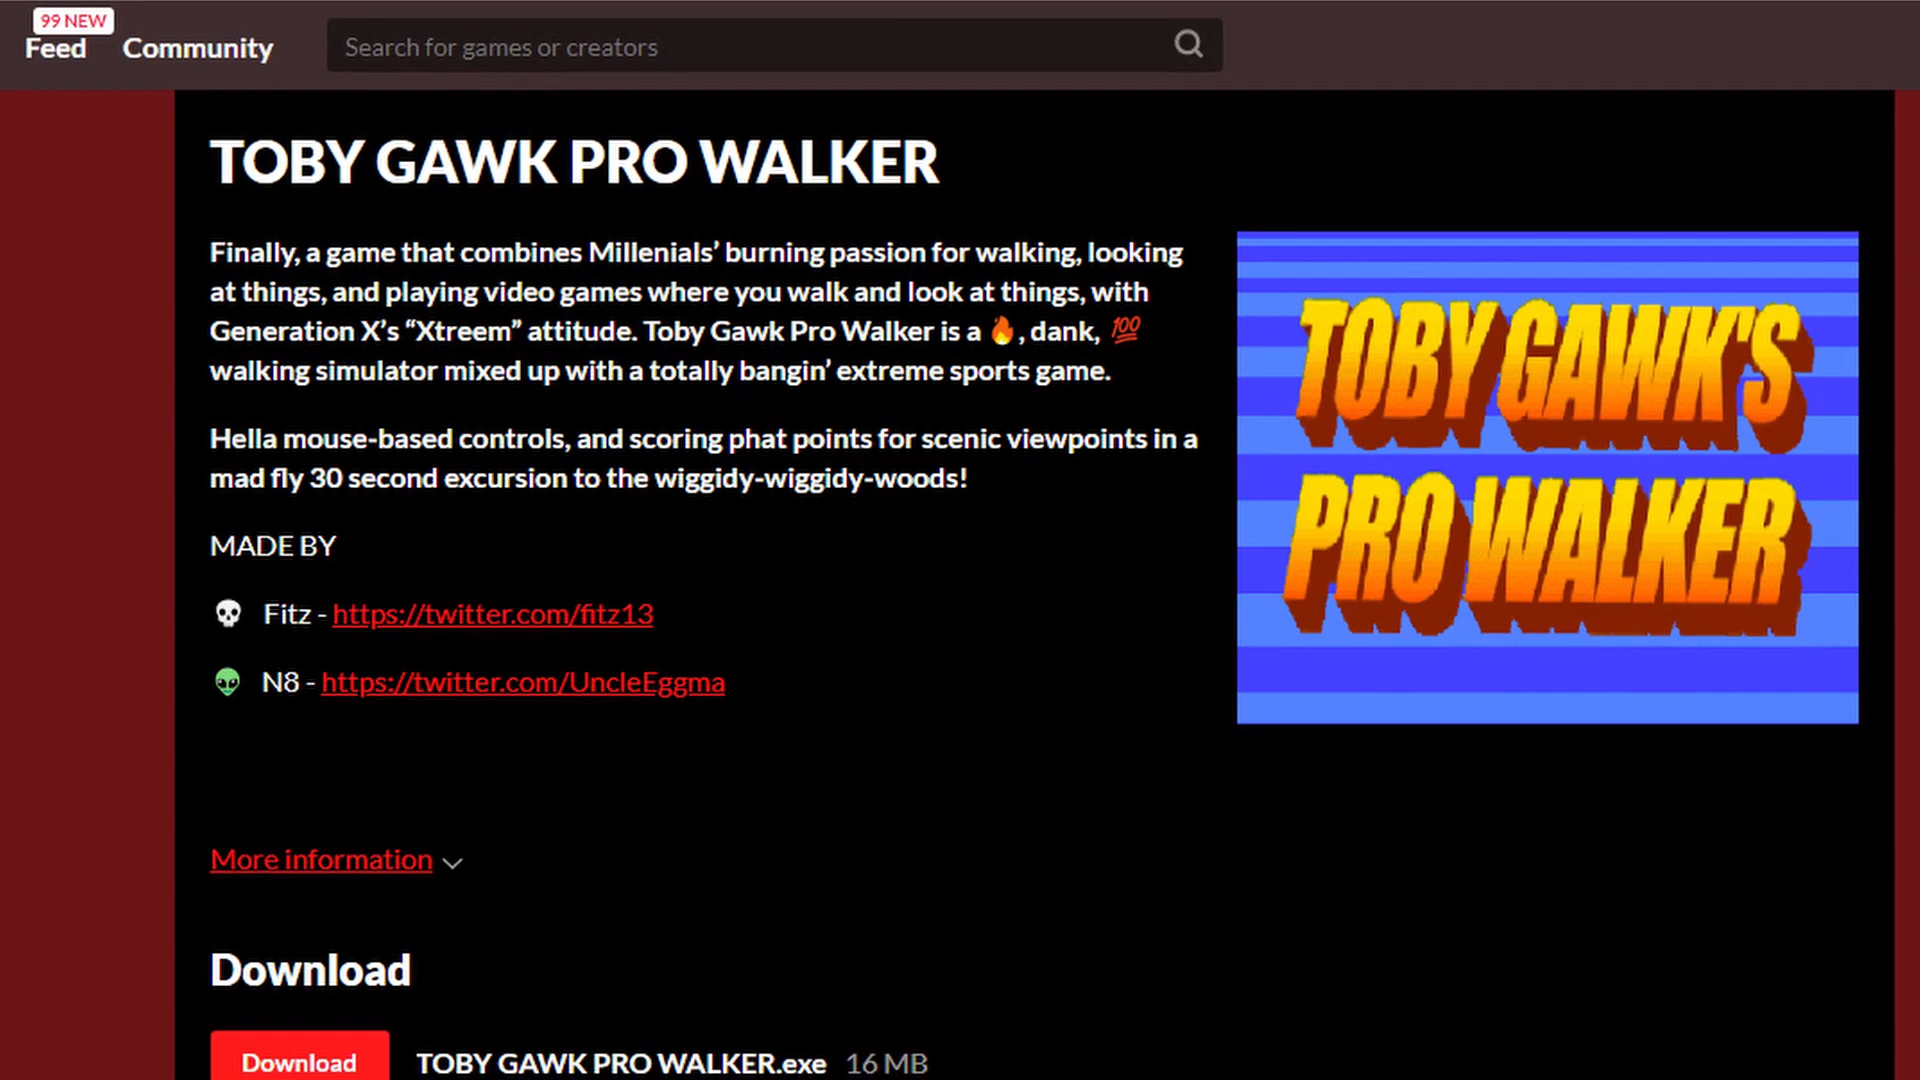 99 NEW
Feed Community Search for games or creators
TOBY GAWK PRO WALKER
Finally, a game that combines Millenials’ burning passion for walking, looking
at things, and playing video games where you walk and look at things, with
Generation X’s “Xtreem” attitude. Toby Gawk Pro Walker is a 🔥, dank, 💯
walking simulator mixed up with a totally bangin’ extreme sports game.
Hella mouse-based controls, and scoring phat points for scenic viewpoints in a
mad fly 30 second excursion to the wiggidy-wiggidy-woods!
MADE BY
💀 Fitz - https://twitter.com/fitz13
👽 N8 - https://twitter.com/UncleEggma
TOBY GAWK'S
PRO WALKER
More information
Download
Download TOBY GAWK PRO WALKER.exe 16 MB